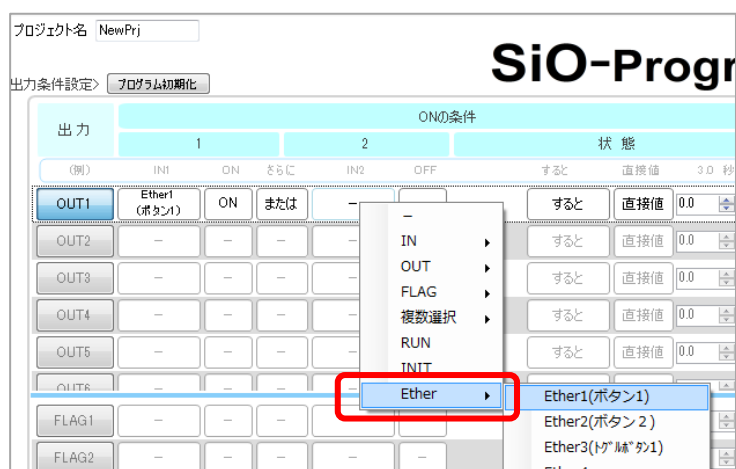 プロジェクト名 NewPrj
SiO-Progr
出力条件設定> プログラム初期化
出 力
ONの条件
1 2 状 態
(例) IN1 ON さらに IN2 OFF すると 直接値 3.0 秒
OUT1 Ether1 (ボタン1) ON または – すると 直接値 0.0
OUT2 – – – – すると 直接値 0.0
OUT3 – – – – すると 直接値 0.0
OUT4 – – – – すると 直接値 0.0
OUT5 – – – – すると 直接値 0.0
OUT6
FLAG1 – – –
FLAG2 – – – – –
–
IN
OUT
FLAG
複数選択
RUN
INIT
Ether
Ether1(ボタン1)
Ether2(ボタン２)
Ether3(ﾄｸﾞﾙﾎﾞﾀﾝ1)